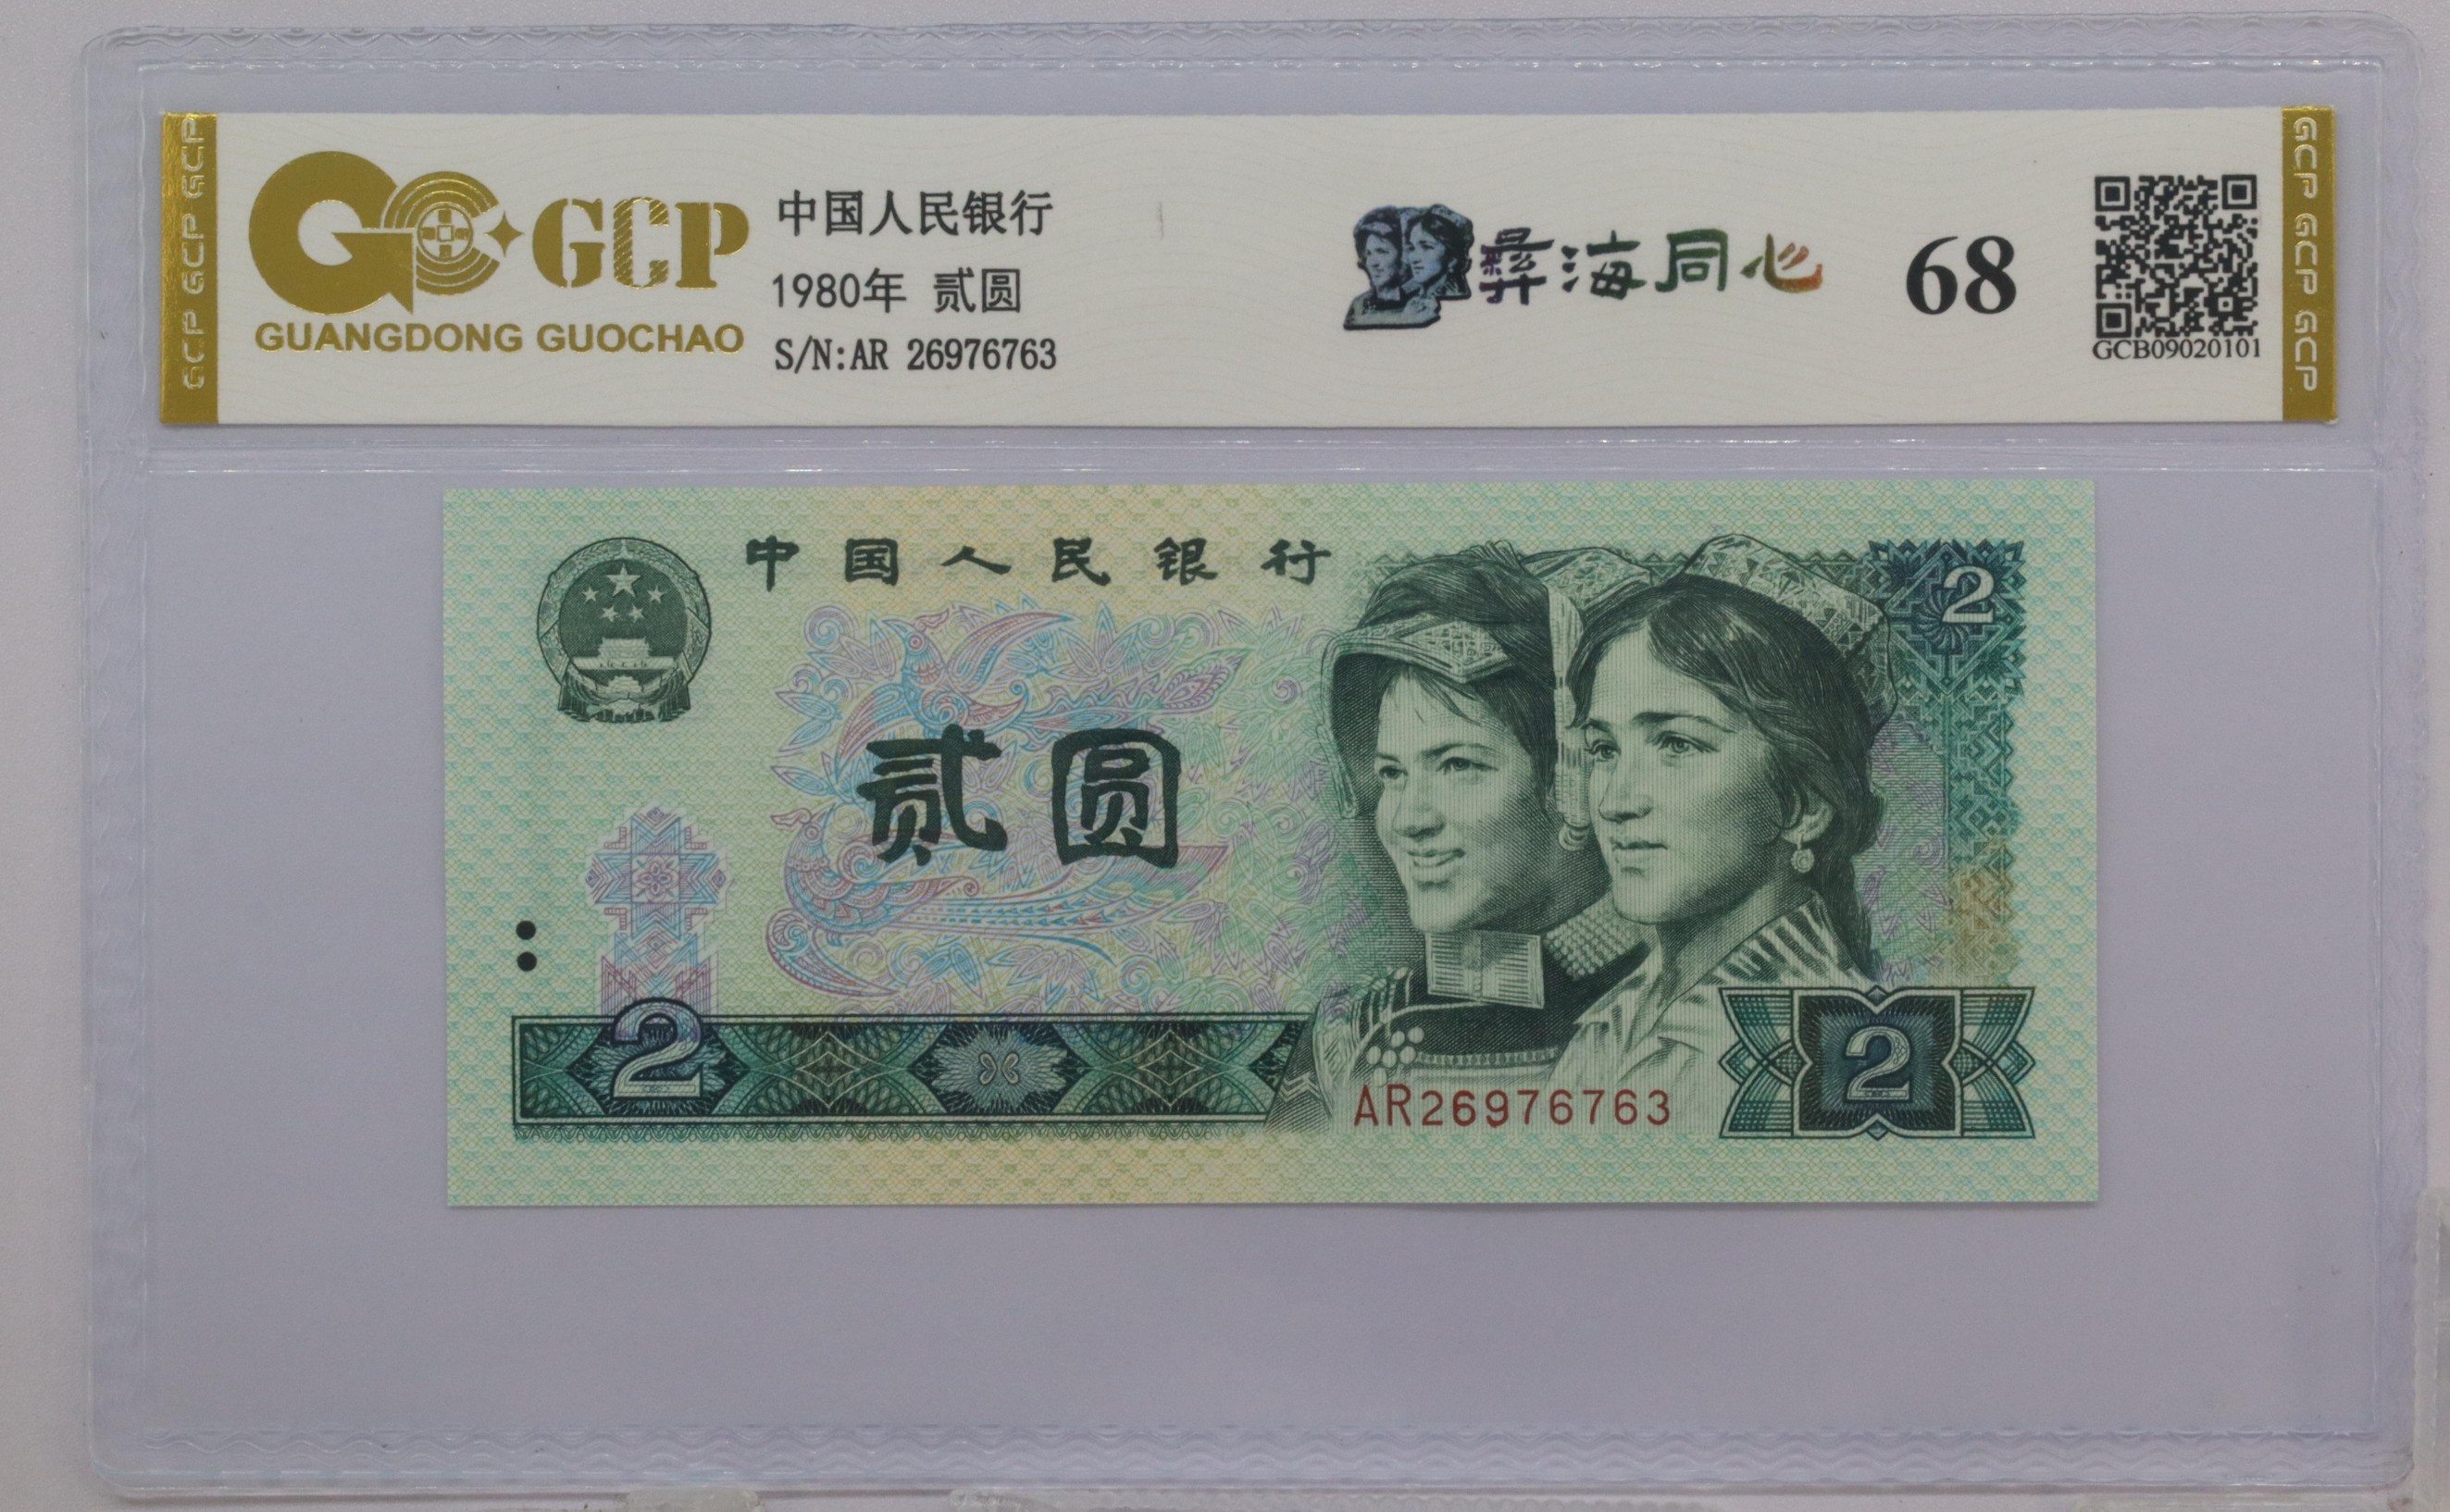 GCP GCP GCP
GCP
GUANGDONG GUOCHAO
中国人民银行
1980年 贰圆
S/N:AR 26976763
彝海同心
68
GCB09020101
GCP GCP GCP
中国人民银行
2
贰圆
2
AR26976763
2